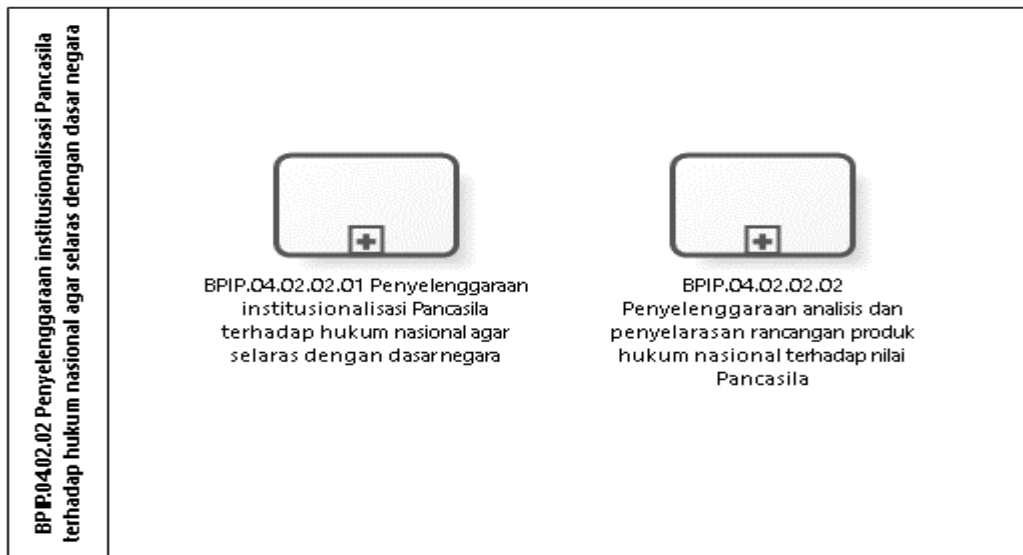 BPIP.04.02.02 Penyelenggaraan institusionalisasi Pancasila
terhadap hukum nasional agar selaras dengan dasar negara
BPIP.04.02.02.01 Penyelenggaraan
institusionalisasi Pancasila
terhadap hukum nasional agar
selaras dengan dasar negara
BPIP.04.02.02.02
Penyelenggaraan analisis dan
penyelarasan rancangan produk
hukum nasional terhadap nilai
Pancasila